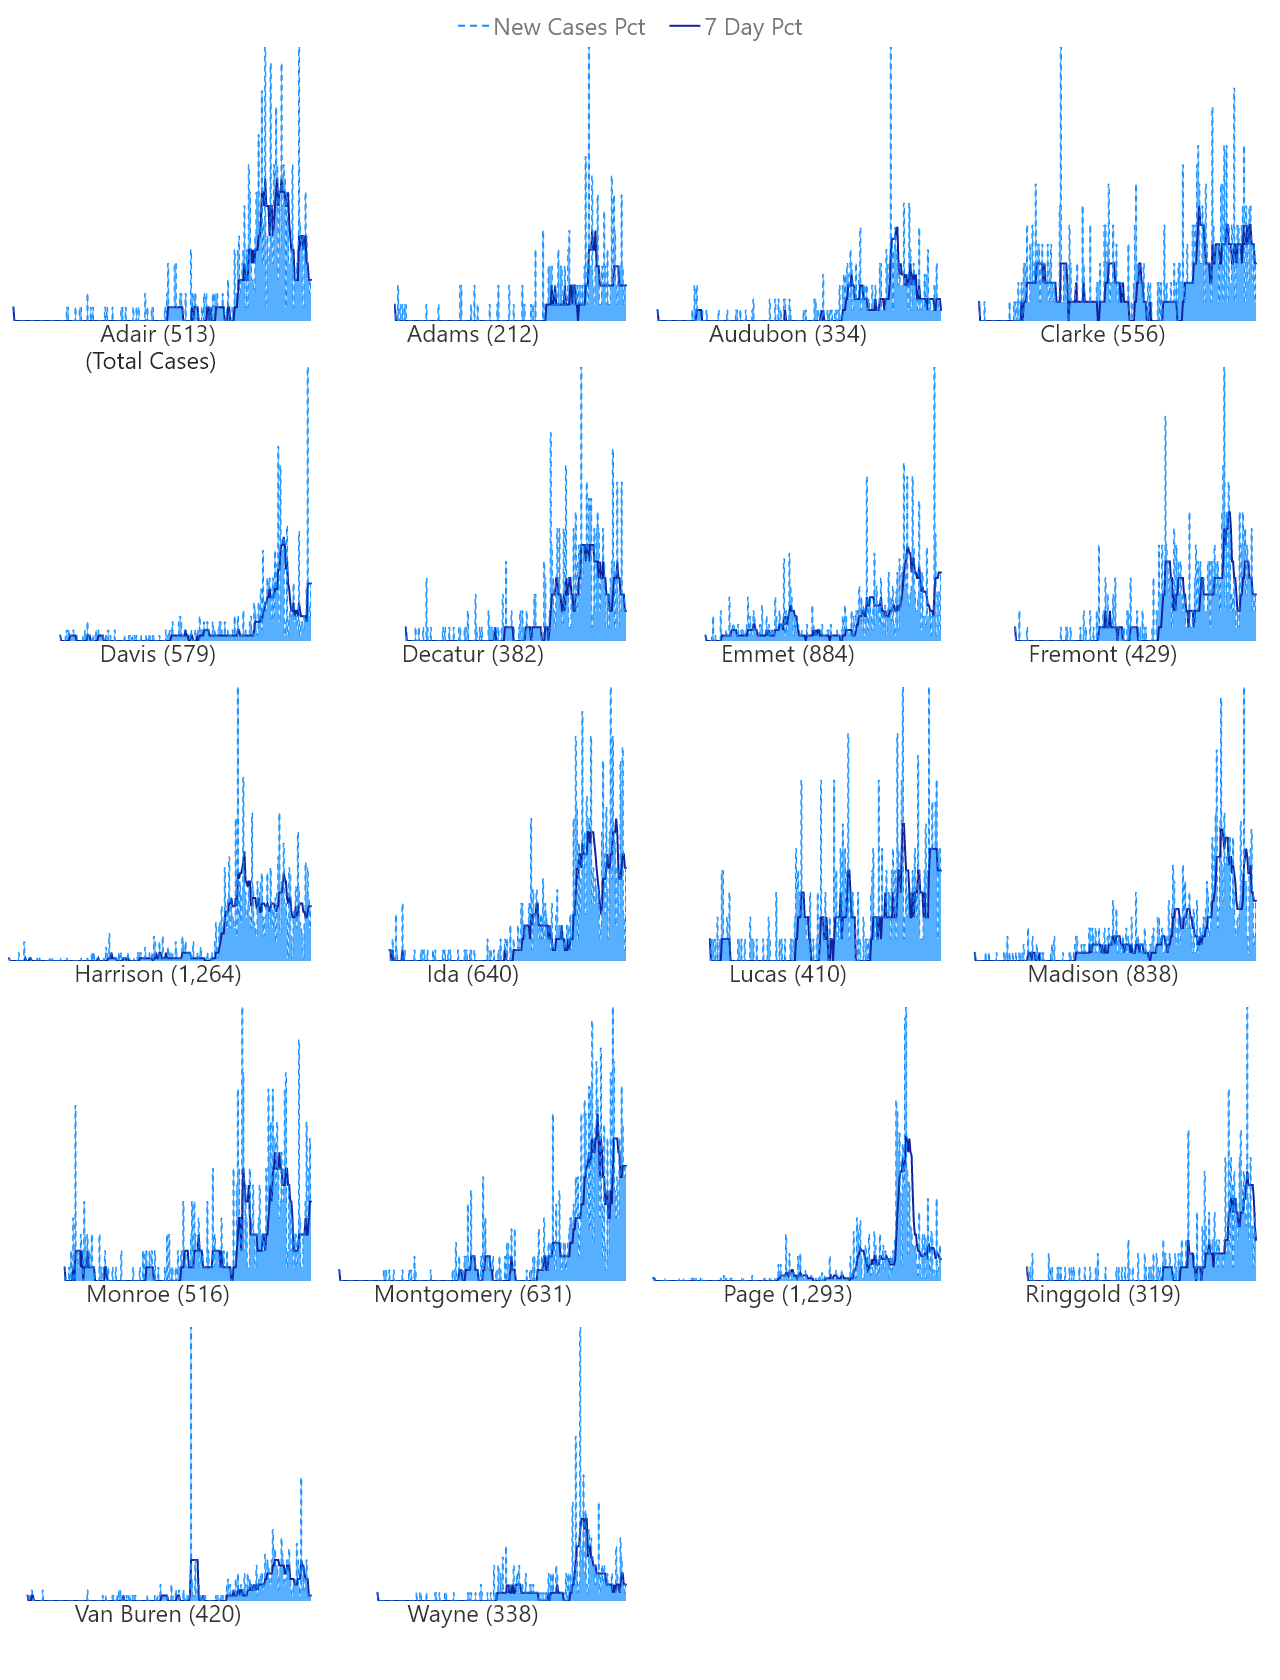 New Cases Pct 7 Day Pct
Adair (513) Adams (212) Audubon (334) Clarke (556)
(Total Cases)
Davis (579) Decatur (382) Emmet (884) Fremont (429)
Harrison (1,264) Ida (640) Lucas (410) Madison (838)
Monroe (516) Montgomery (631) Page (1,293) Ringgold (319)
Van Buren (420) Wayne (338)